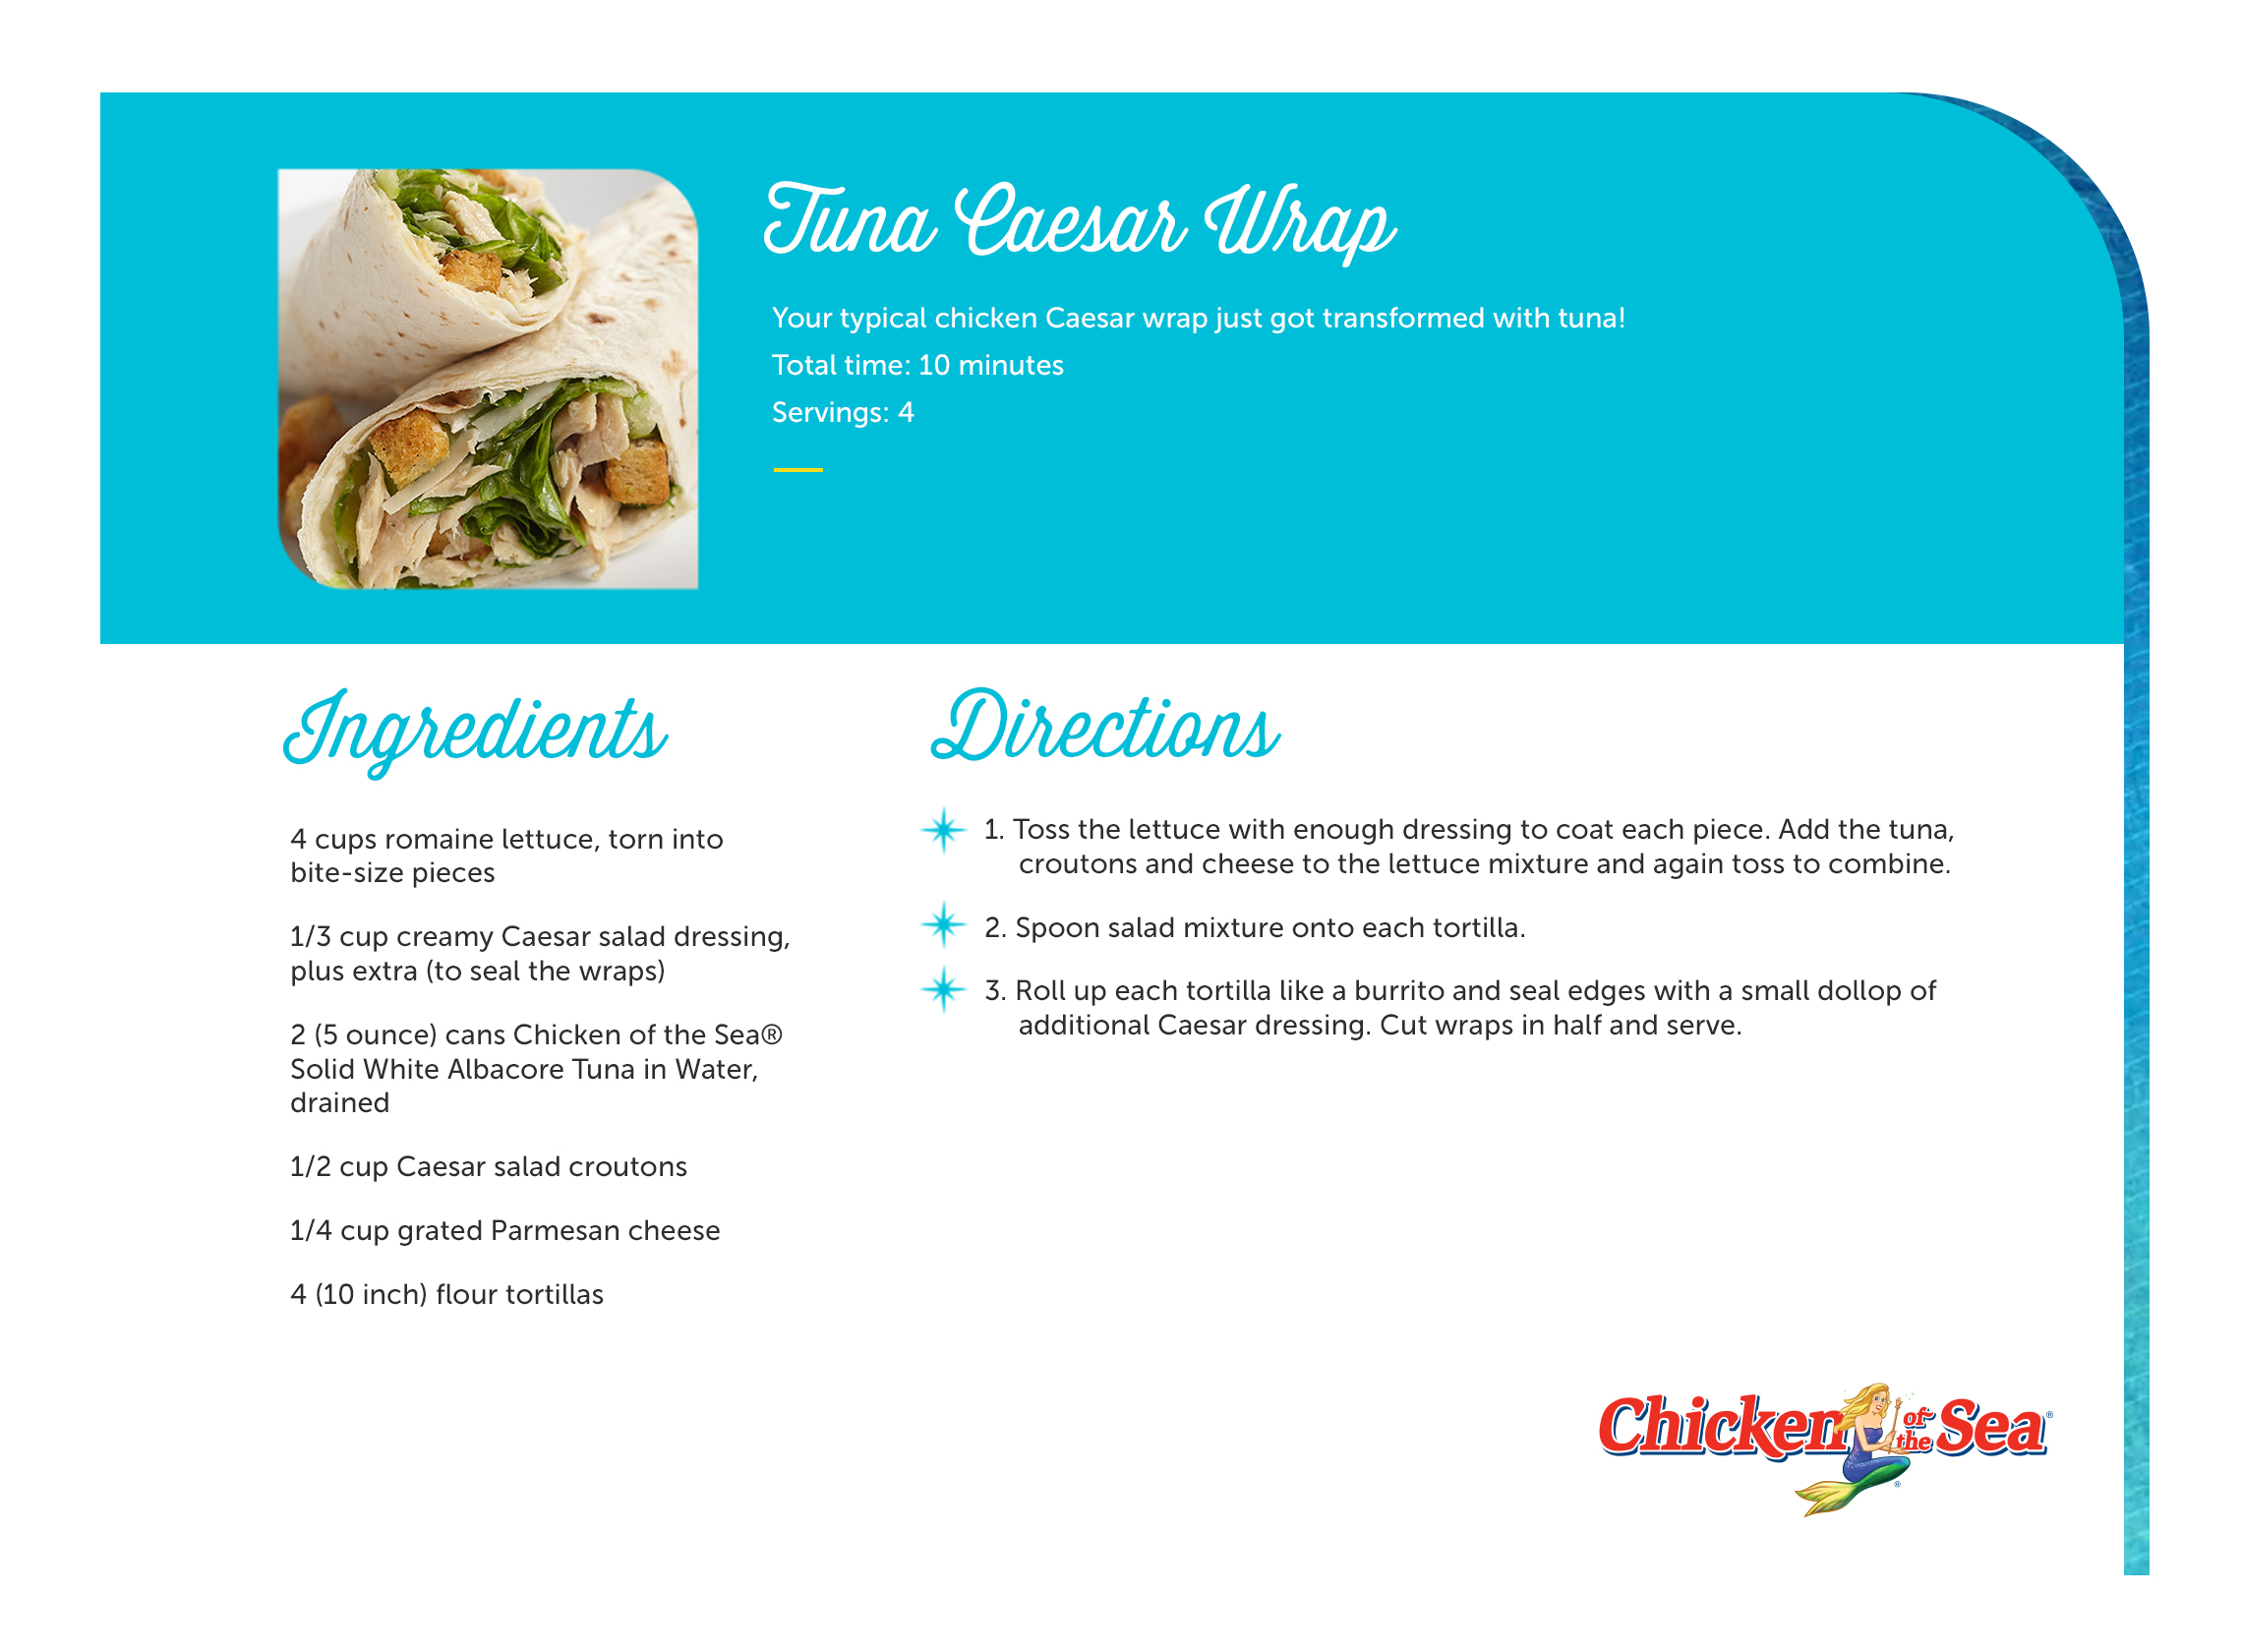 Tuna Caesar Wrap
Your typical chicken Caesar wrap just got transformed with tuna!
Total time: 10 minutes
Servings: 4
Ingredients
4 cups romaine lettuce, torn into
bite-size pieces
1/3 cup creamy Caesar salad dressing,
plus extra (to seal the wraps)
2 (5 ounce) cans Chicken of the Sea®
Solid White Albacore Tuna in Water,
drained
1/2 cup Caesar salad croutons
1/4 cup grated Parmesan cheese
4 (10 inch) flour tortillas
Directions
1. Toss the lettuce with enough dressing to coat each piece. Add the tuna,
croutons and cheese to the lettuce mixture and again toss to combine.
2. Spoon salad mixture onto each tortilla.
3. Roll up each tortilla like a burrito and seal edges with a small dollop of
additional Caesar dressing. Cut wraps in half and serve.
Chicken of the Sea®
®